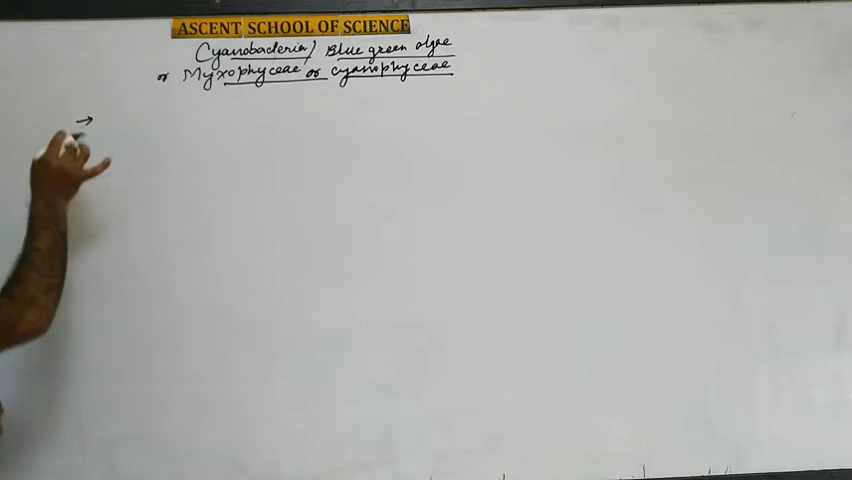 ASCENT SCHOOL OF SCIENCE
Cyanobacteria / Blue green algae
or Myxophyceae or cyanophyceae
→